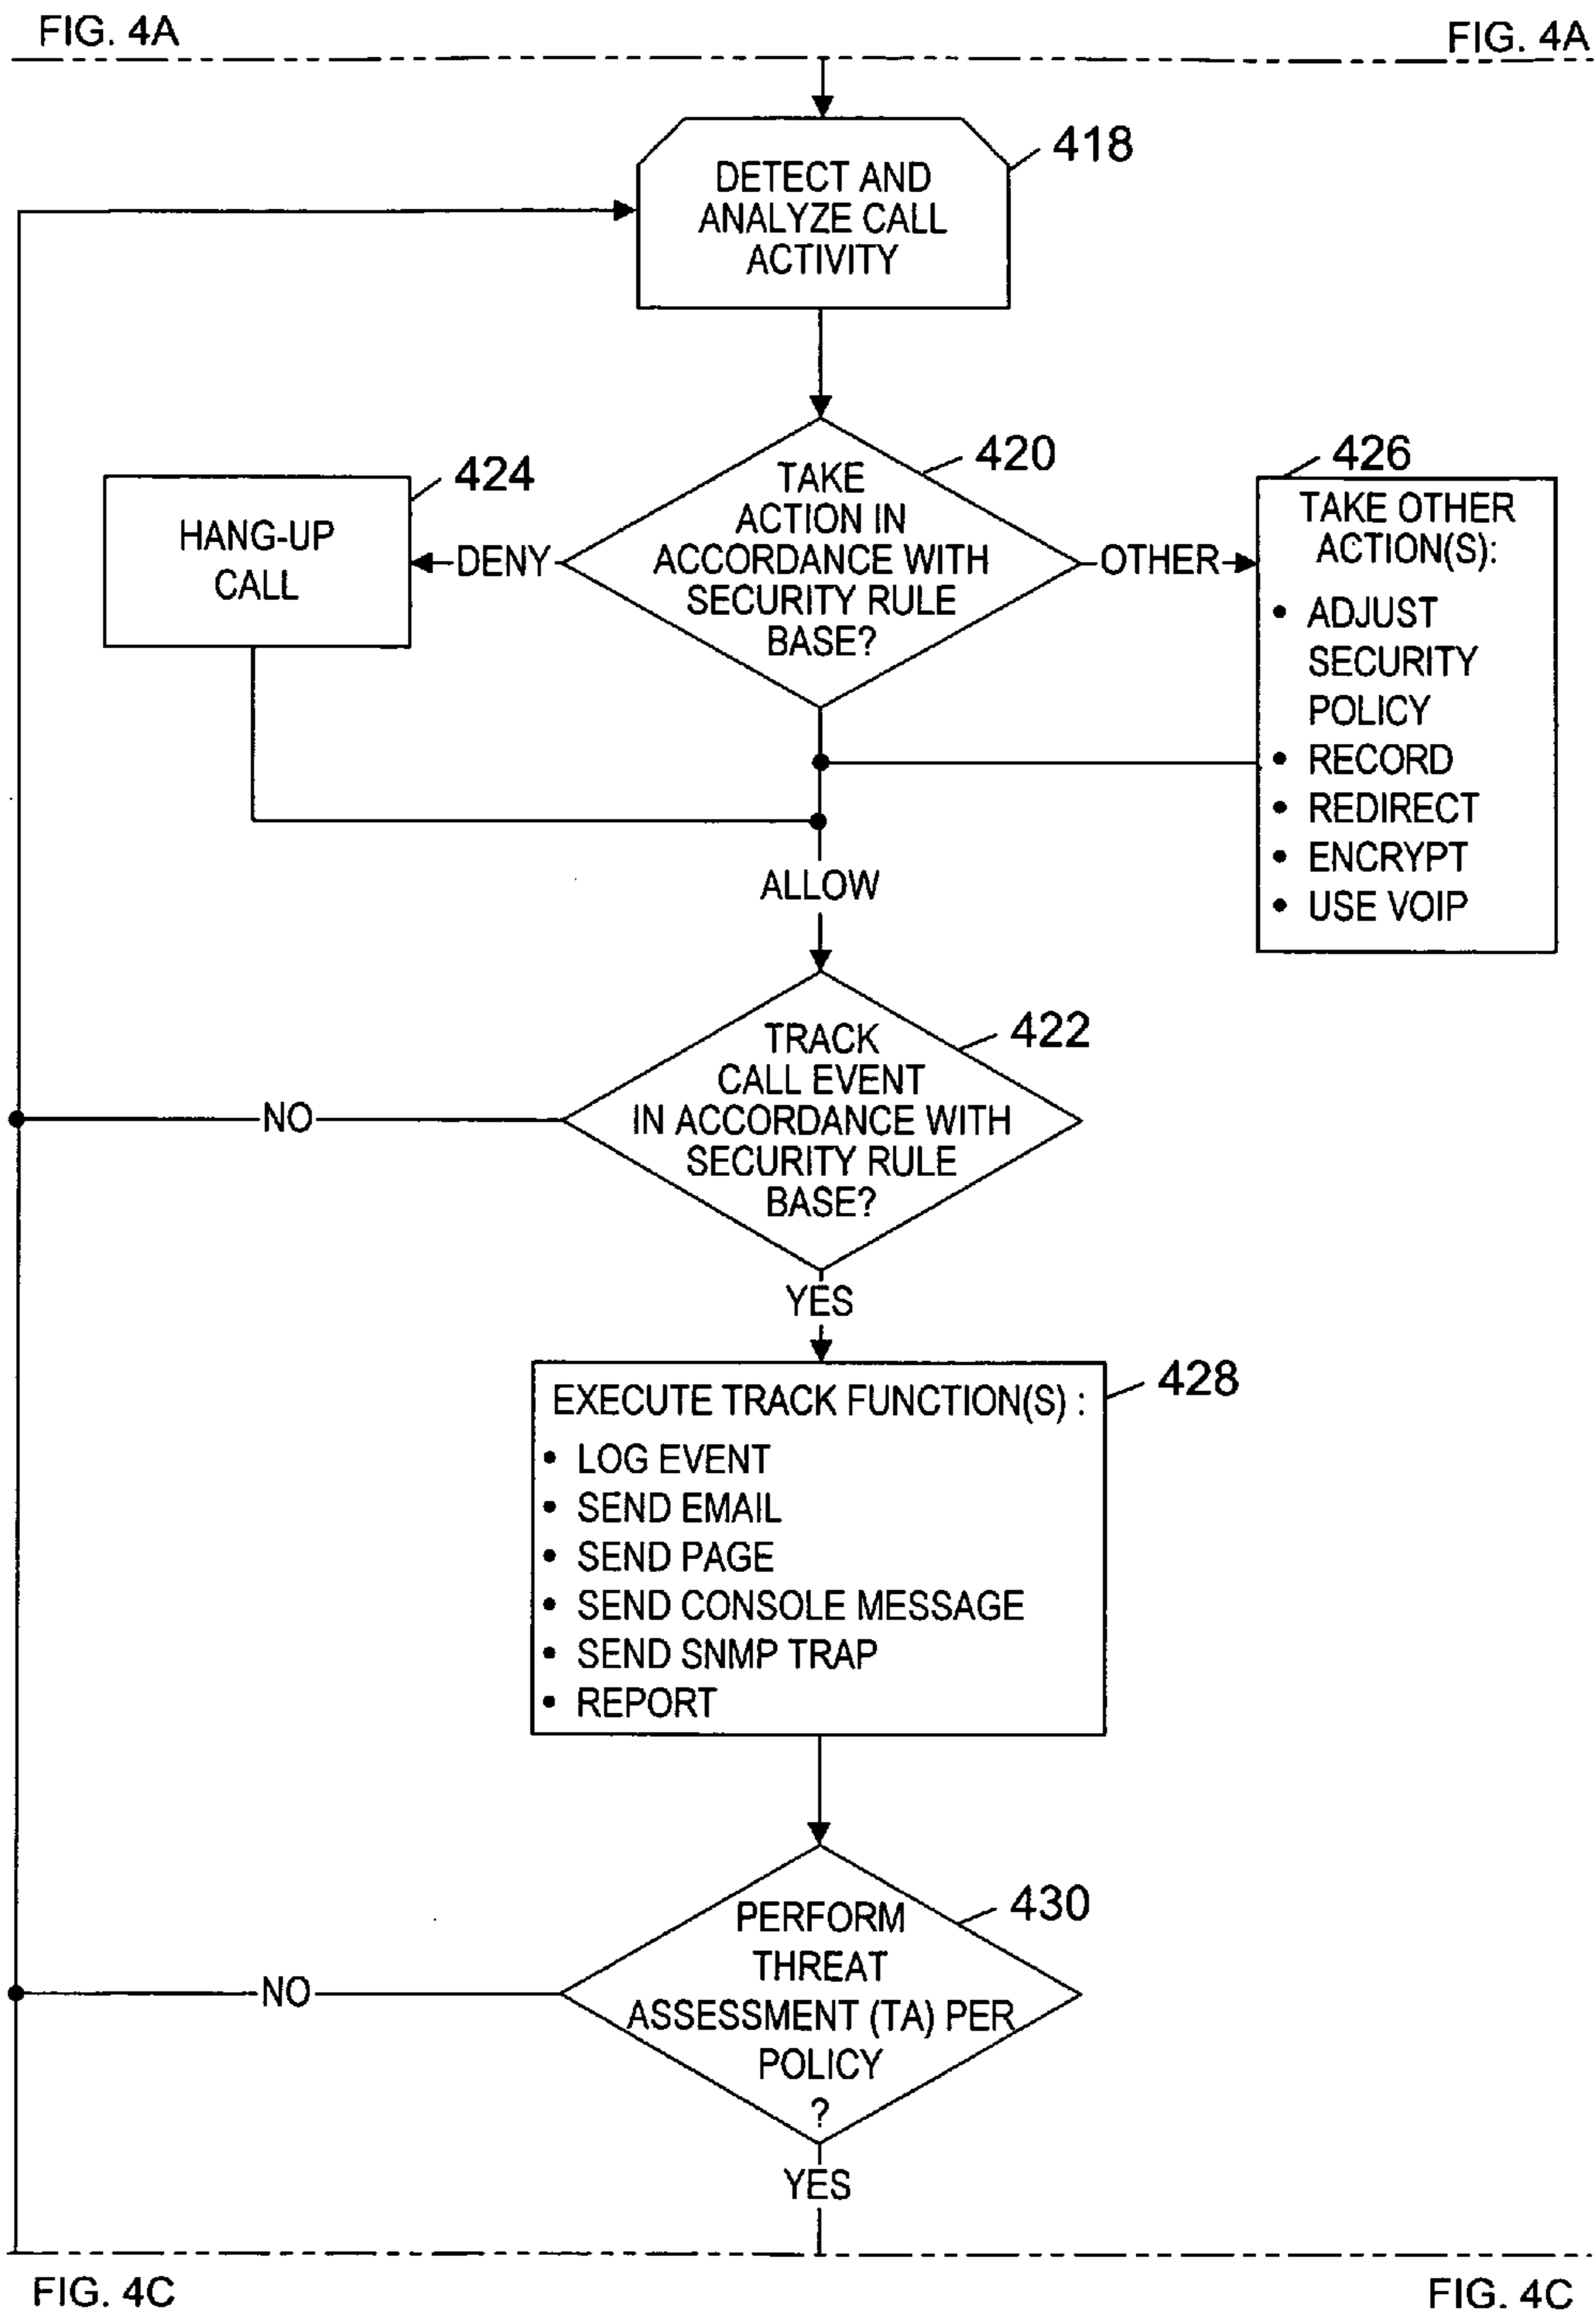 FIG. 4A
FIG. 4A
418
DETECT AND
ANALYZE CALL
ACTIVITY
420
TAKE
ACTION IN
ACCORDANCE WITH
SECURITY RULE
BASE?
424
HANG-UP
CALL
DENY
OTHER
426
TAKE OTHER
ACTION(S):
• ADJUST
SECURITY
POLICY
• RECORD
• REDIRECT
• ENCRYPT
• USE VOIP
ALLOW
422
TRACK
CALL EVENT
IN ACCORDANCE WITH
SECURITY RULE
BASE?
NO
YES
428
EXECUTE TRACK FUNCTION(S) :
• LOG EVENT
• SEND EMAIL
• SEND PAGE
• SEND CONSOLE MESSAGE
• SEND SNMP TRAP
• REPORT
430
PERFORM
THREAT
ASSESSMENT (TA) PER
POLICY
?
NO
YES
FIG. 4C
FIG. 4C